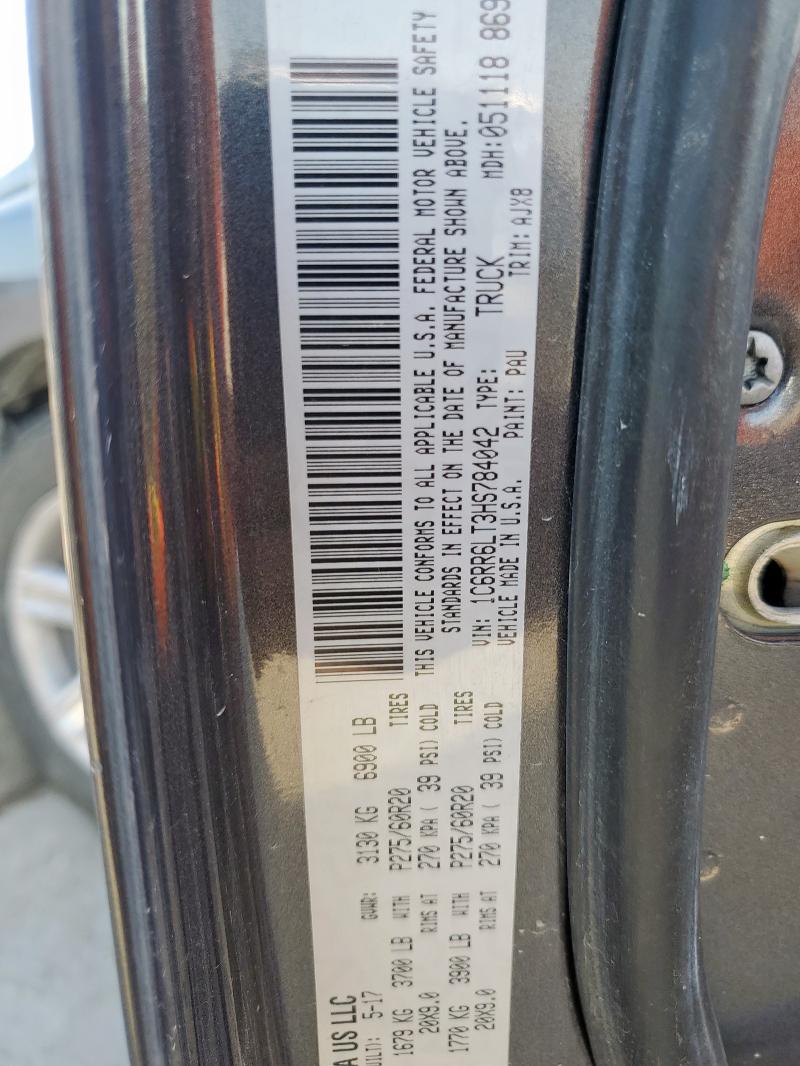 A US LLC
UILT): 5-17 GVWR: 3130 KG 6900 LB
1679 KG 3700 LB WITH P275/60R20 TIRES
20X9.0 RIMS AT 270 KPA ( 39 PSI) COLD
1770 KG 3900 LB WITH P275/60R20 TIRES
20X9.0 RIMS AT 270 KPA ( 39 PSI) COLD
THIS VEHICLE CONFORMS TO ALL APPLICABLE U.S.A. FEDERAL MOTOR VEHICLE SAFETY
STANDARDS IN EFFECT ON THE DATE OF MANUFACTURE SHOWN ABOVE.
VIN: 1C6RR6LT3HS784042 TYPE: TRUCK MDH:051118 869
VEHICLE MADE IN U.S.A. PAINT: PAU TRIM: AJX8